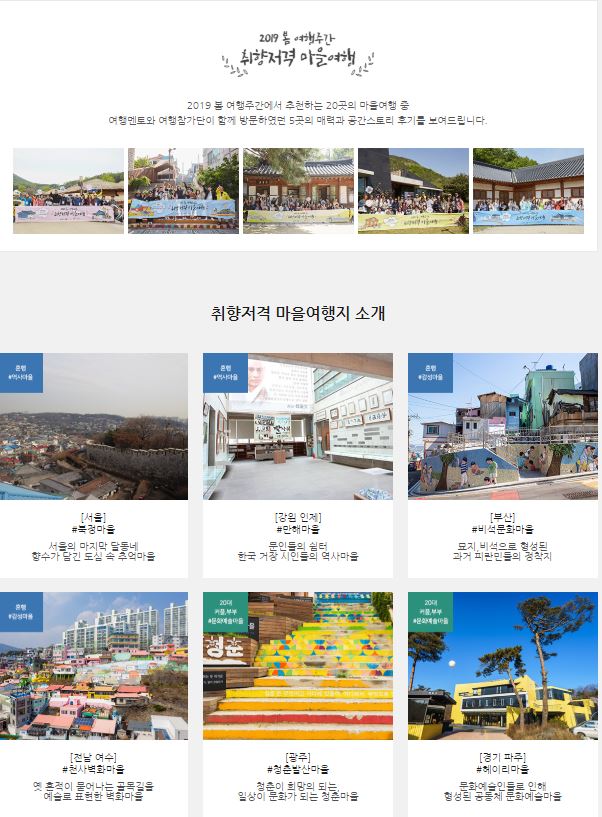 2019 봄 여행주간
취향저격 마을여행
2019 봄 여행주간에서 추천하는 20곳의 마을여행 중
여행멘토와 여행참가단이 함께 방문하였던 5곳의 매력과 공간스토리 후기를 보여드립니다.
취향저격 마을여행지 소개
혼행
#역사마을
혼행
#역사마을
혼행
#감성마을
[서울]
#북정마을
서울의 마지막 달동네
향수가 담긴 도심 속 추억마을
[강원 인제]
#만해마을
문인들의 쉼터
한국 거장 시인들의 역사마을
[부산]
#비석문화마을
묘지,비석으로 형성된
과거 피란민들의 정착지
혼행
#감성마을
20대
커플,부부
#문화예술마을
청춘
20대
커플,부부
#문화예술마을
[전남 여수]
#천사벽화마을
옛 흔적이 묻어나는 골목길을
예술로 표현한 벽화마을
[광주]
#청춘발산마을
청춘이 희망이 되는,
일상이 문화가 되는 청춘마을
[경기 파주]
#헤이리마을
문화예술인들로 인해
형성된 공동체 문화예술마을